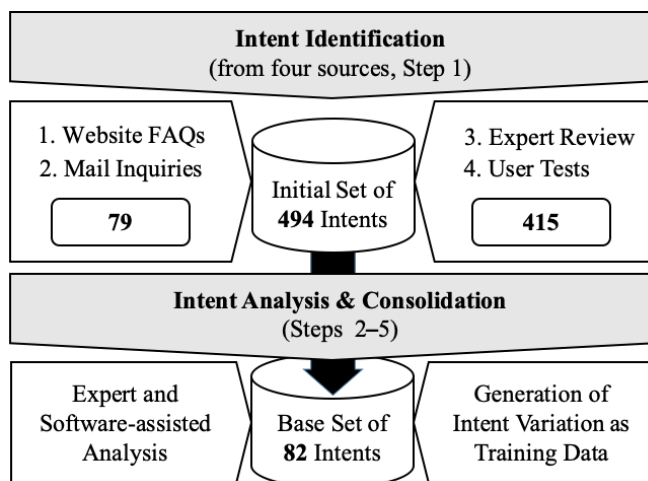 Intent Identification
(from four sources, Step 1)
1. Website FAQs
2. Mail Inquiries
79
Initial Set of
494 Intents
3. Expert Review
4. User Tests
415
Intent Analysis & Consolidation
(Steps 2–5)
Expert and
Software-assisted
Analysis
Base Set of
82 Intents
Generation of
Intent Variation as
Training Data